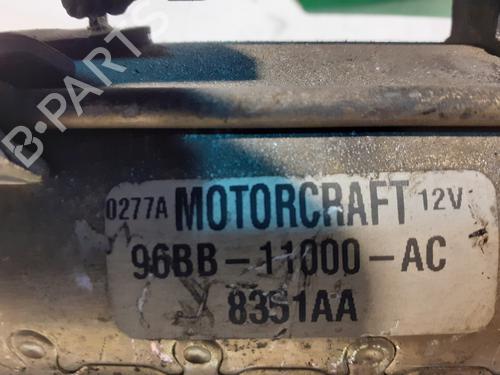 B-PARTS
0277A MOTORCRAFT 12V
96BB-11000-AC
8351AA